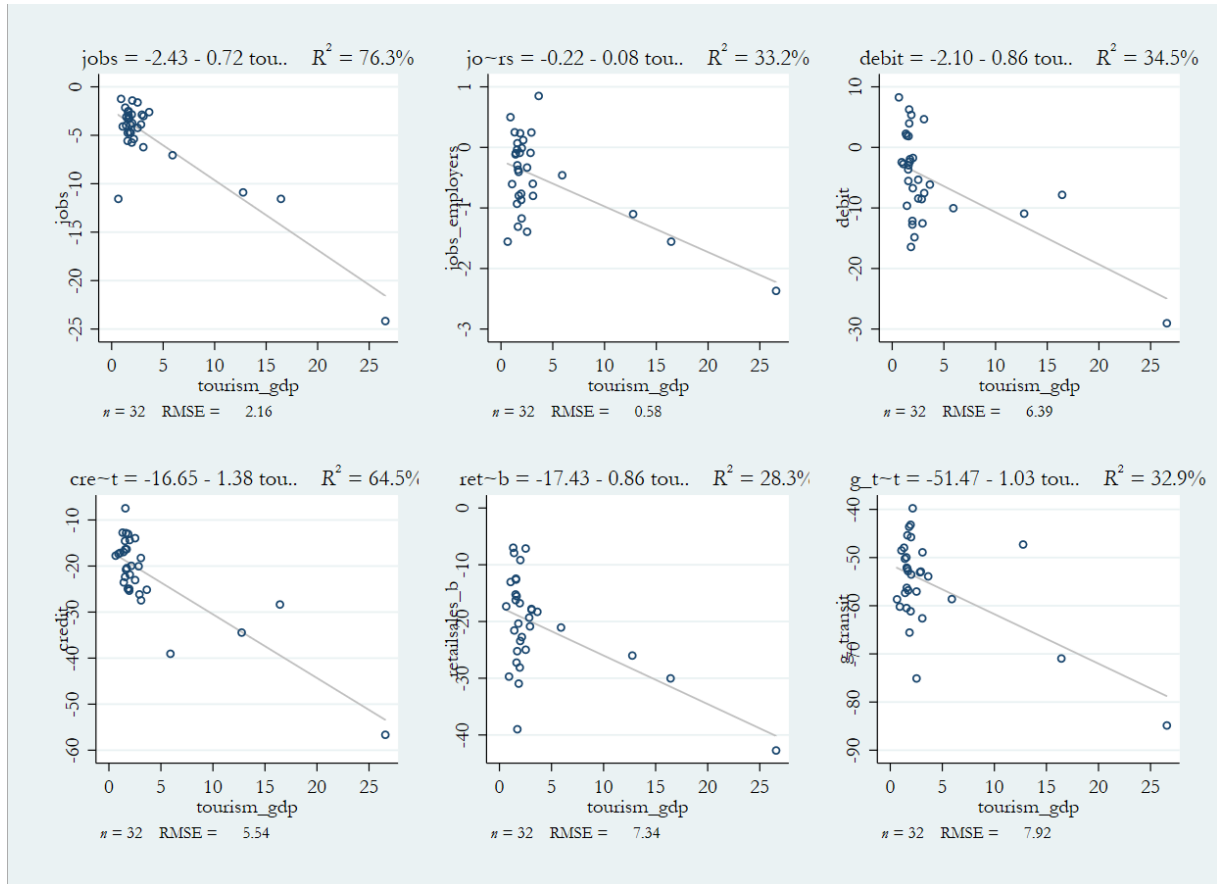 jobs = -2.43 - 0.72 tou.. R² = 76.3%
0
-5
-10
-15
-20
-25
jobs
0 5 10 15 20 25
tourism_gdp
n = 32 RMSE = 2.16
jo~rs = -0.22 - 0.08 tou.. R² = 33.2%
1
0
-1
-2
-3
jobs_employers
0 5 10 15 20 25
tourism_gdp
n = 32 RMSE = 0.58
debit = -2.10 - 0.86 tou.. R² = 34.5%
10
0
-10
-20
-30
debit
0 5 10 15 20 25
tourism_gdp
n = 32 RMSE = 6.39
cre~t = -16.65 - 1.38 tou.. R² = 64.5%
-10
-20
-30
-40
-50
-60
credit
0 5 10 15 20 25
tourism_gdp
n = 32 RMSE = 5.54
ret~b = -17.43 - 0.86 tou.. R² = 28.3%
0
-10
-20
-30
-40
retailsales_b
0 5 10 15 20 25
tourism_gdp
n = 32 RMSE = 7.34
g_t~t = -51.47 - 1.03 tou.. R² = 32.9%
-40
-50
-60
-70
-80
-90
g_transit
0 5 10 15 20 25
tourism_gdp
n = 32 RMSE = 7.92